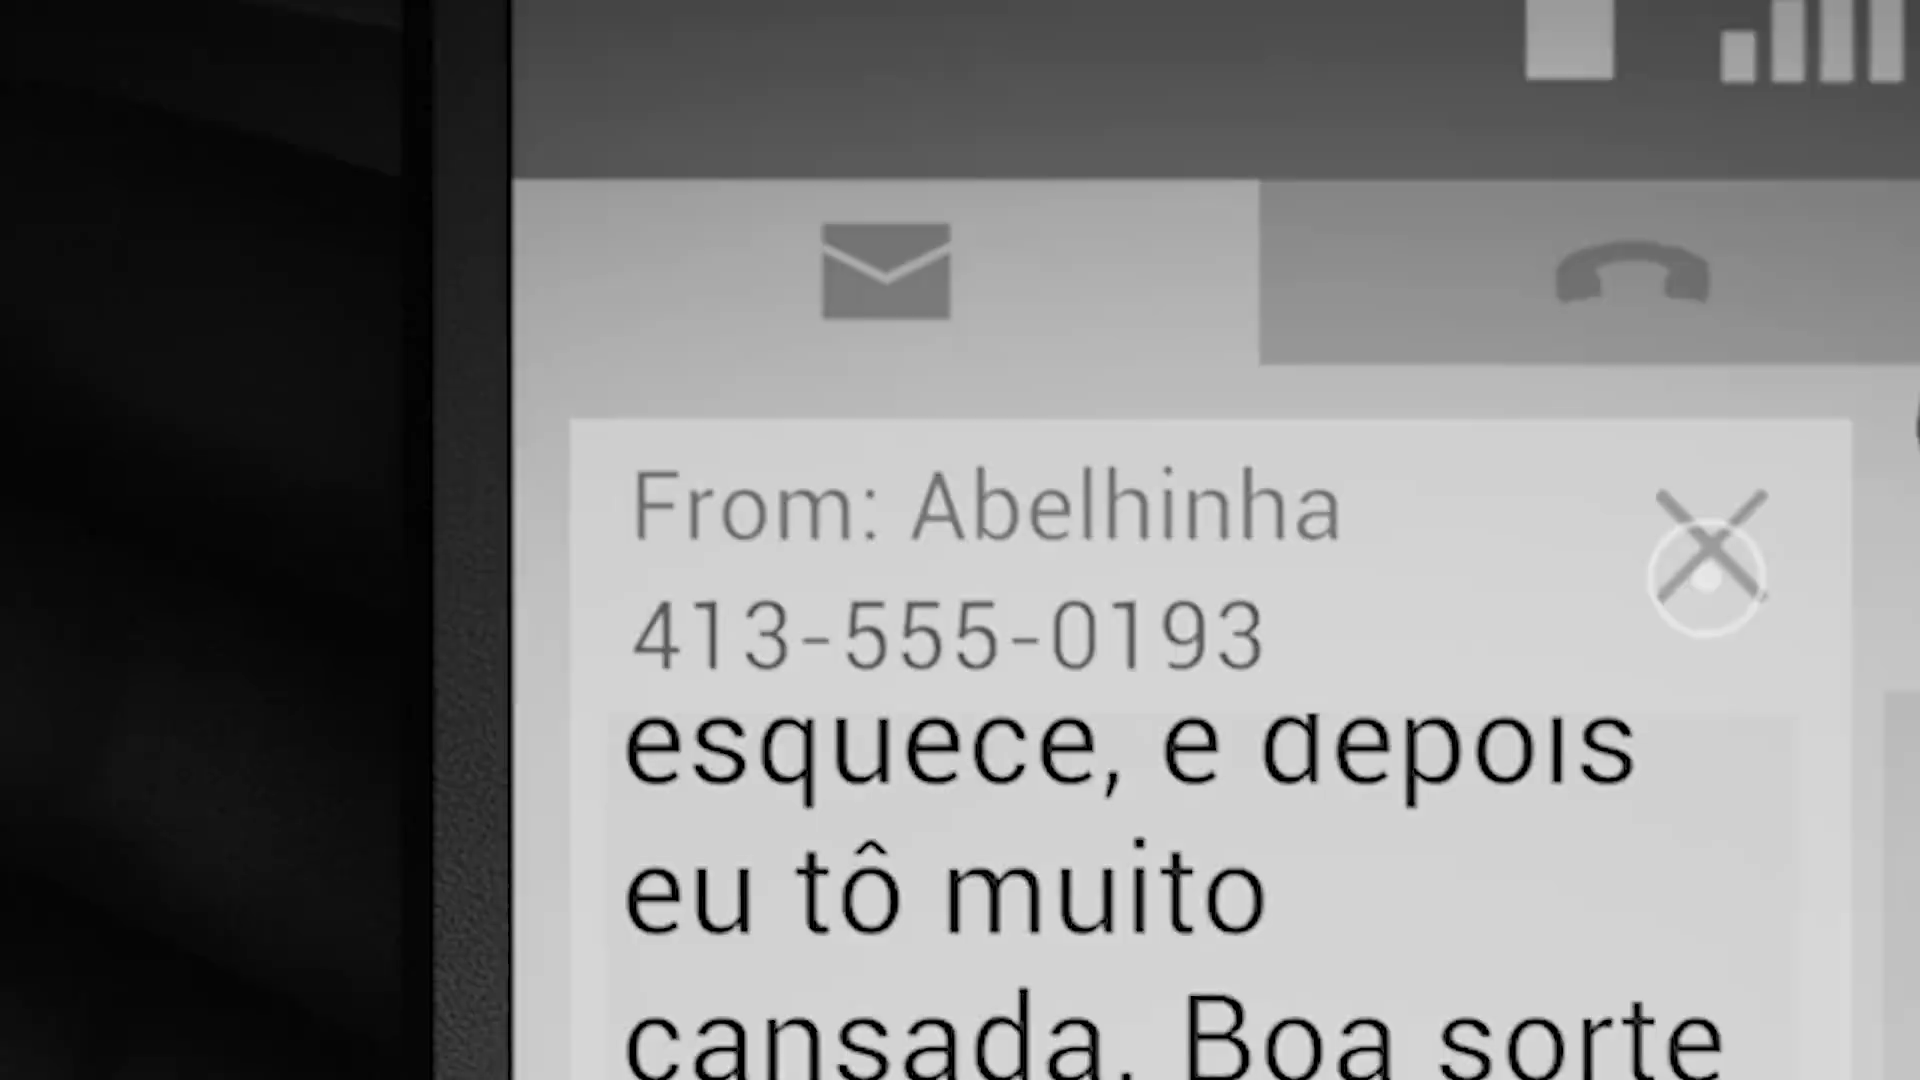 From: Abelhinha
413-555-0193
esquece, e depois
eu tô muito
cansada. Boa sorte